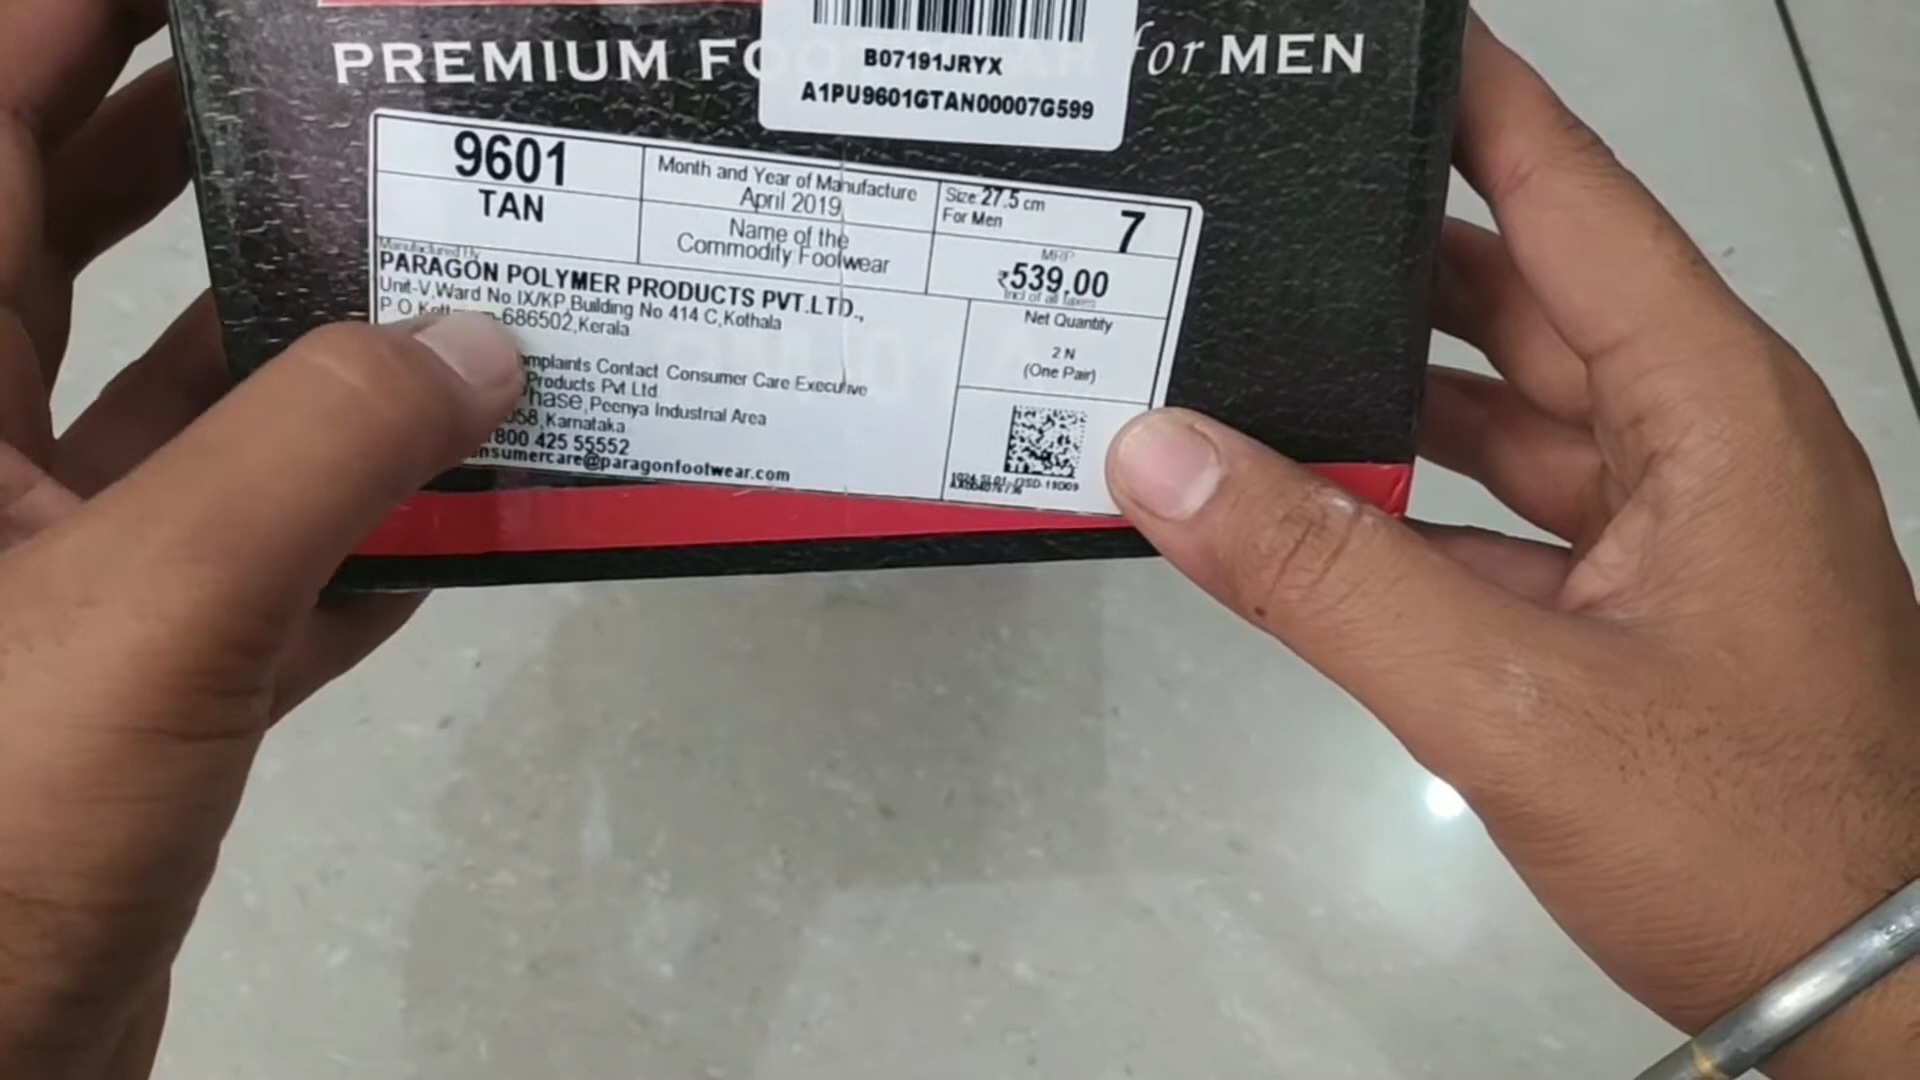 PREMIUM FO AR for MEN
B07191JRYX
A1PU9601GTAN00007G599
9601
TAN
Month and Year of Manufacture
April 2019
Name of the
Commodity Footwear
Size 27.5 cm
For Men
7
MRP
₹539.00
Incl of all taxes
Manufactured By
PARAGON POLYMER PRODUCTS PVT.LTD.,
Unit-V,Ward No.IX/KP,Building No 414 C,Kothala
P O -686502,Kerala
Contact Consumer Care Executive
Products Pvt Ltd
Peenya Industrial Area
Karnataka
800 425 55552
nsumercare@paragonfootwear.com
Net Quantity
2 N
(One Pair)